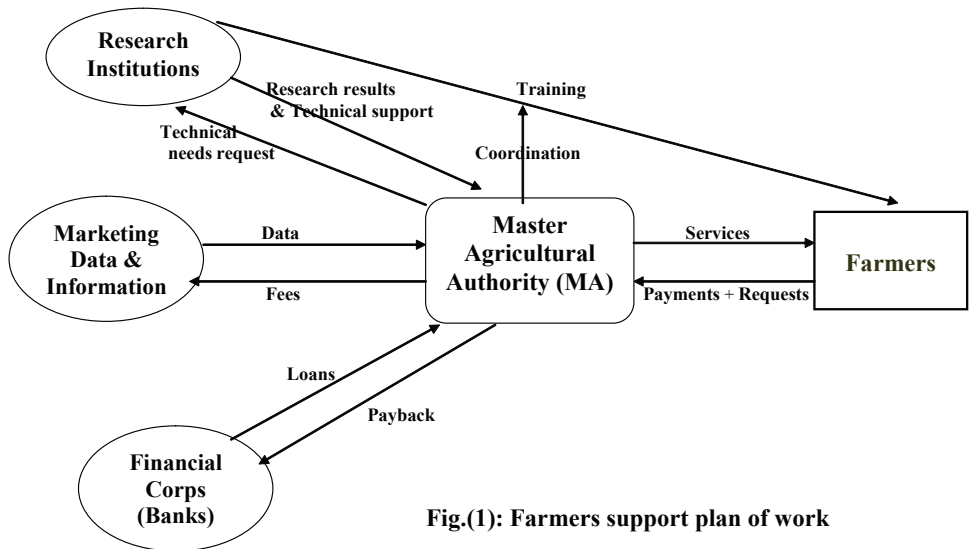 Research
Institutions
Research results
& Technical support
Training
Technical
needs request
Coordination
Marketing
Data &
Information
Data
Fees
Master
Agricultural
Authority (MA)
Services
Payments + Requests
Farmers
Loans
Payback
Financial
Corps
(Banks)
Fig.(1): Farmers support plan of work